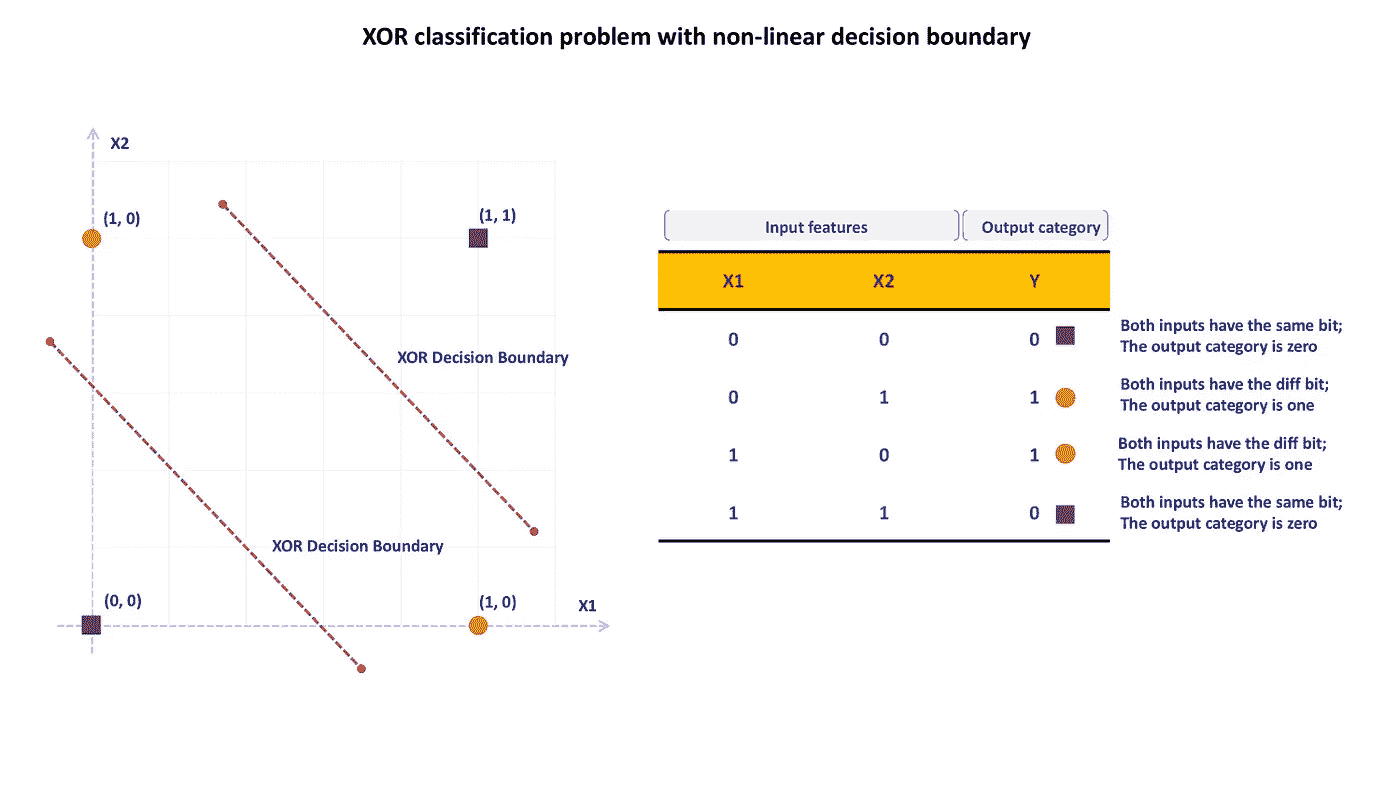 XOR classification problem with non-linear decision boundary
X2
(1, 0)
(1, 1)
XOR Decision Boundary
XOR Decision Boundary
(0, 0)
(1, 0)
X1
Input features
Output category
X1 X2 Y
0 0 0
Both inputs have the same bit;
The output category is zero
0 1 1
Both inputs have the diff bit;
The output category is one
1 0 1
Both inputs have the diff bit;
The output category is one
1 1 0
Both inputs have the same bit;
The output category is zero